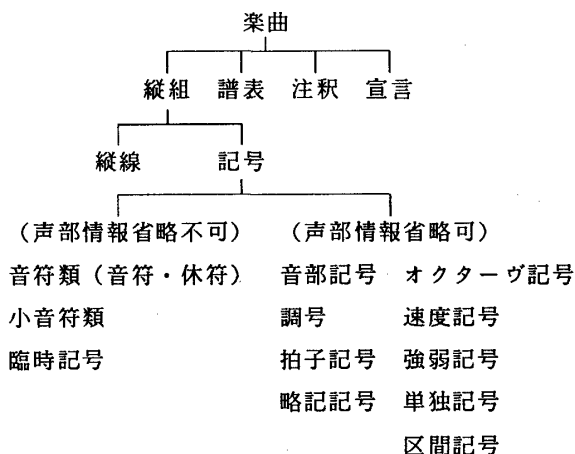 楽曲
縦組 譜表 注釈 宣言
縦線 記号
(声部情報省略不可) (声部情報省略可)
音符類(音符・休符) 音部記号 オクターヴ記号
小音符類 調号 速度記号
臨時記号 拍子記号 強弱記号
略記記号 単独記号
区間記号